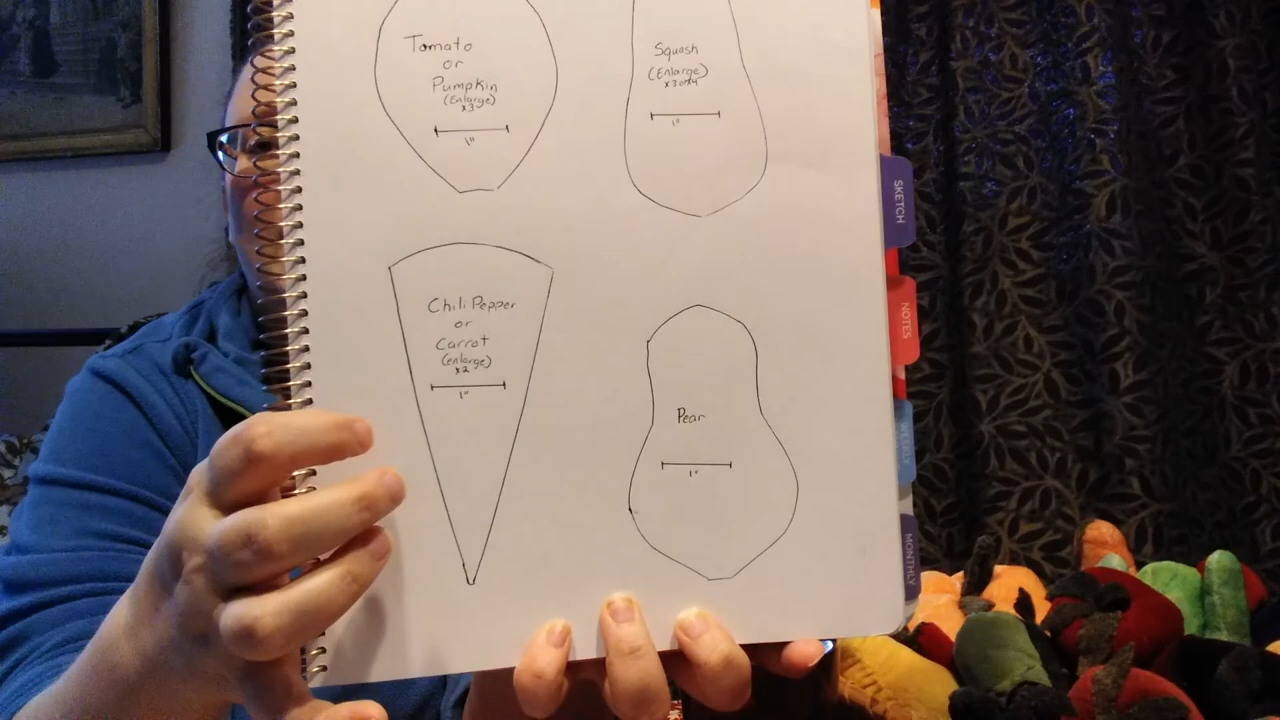 Tomato
or
Pumpkin
(Enlarge)
x3
1"
Squash
(Enlarge)
x3 or x4
1"
Chili Pepper
or
Carrot
(enlarge)
x2
1"
Pear
1"
SKETCH
NOTES
WEEKLY
MONTHLY